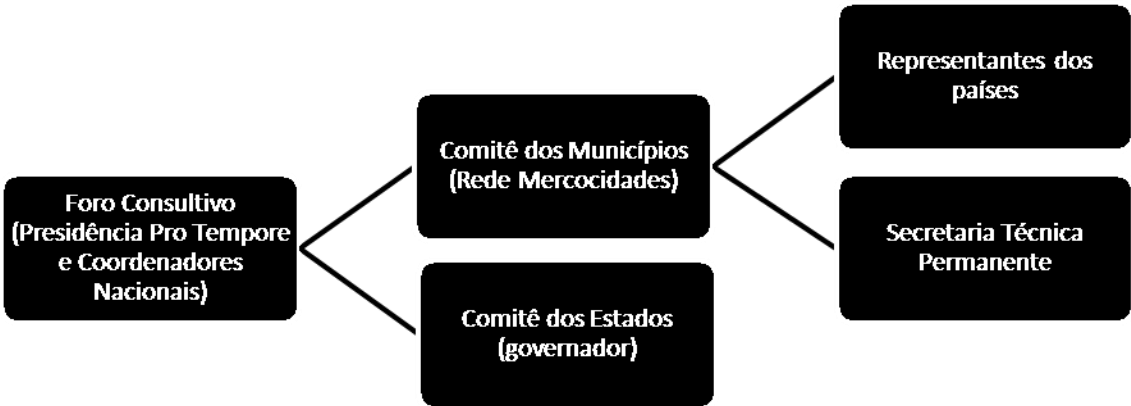 Foro Consultivo
(Presidência Pro Tempore
e Coordenadores
Nacionais)
Comitê dos Municípios
(Rede Mercocidades)
Comitê dos Estados
(governador)
Representantes dos
países
Secretaria Técnica
Permanente